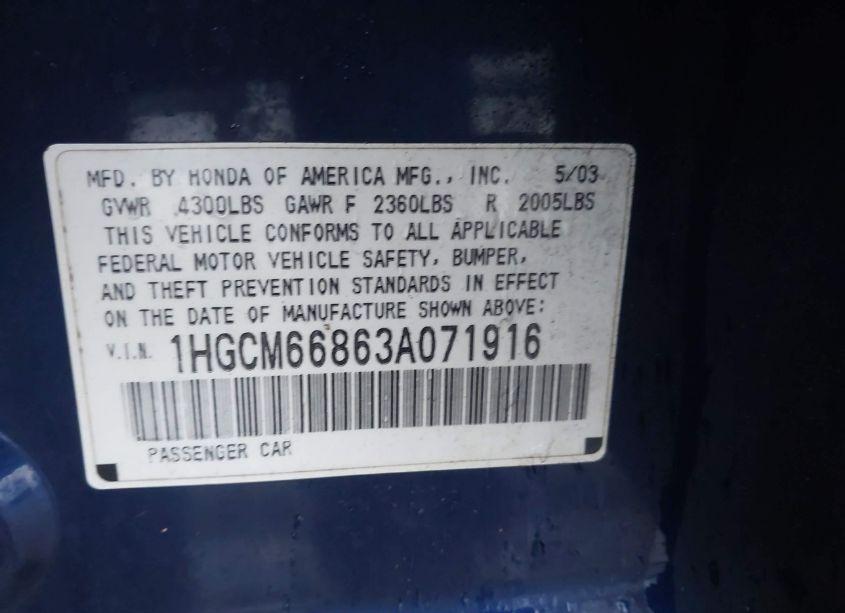 MFD. BY HONDA OF AMERICA MFG., INC. 5/03
GVWR 4300LBS GAWR F 2360LBS R 2005LBS
THIS VEHICLE CONFORMS TO ALL APPLICABLE
FEDERAL MOTOR VEHICLE SAFETY, BUMPER,
AND THEFT PREVENTION STANDARDS IN EFFECT
ON THE DATE OF MANUFACTURE SHOWN ABOVE:
V.I.N. 1HGCM66863A071916
PASSENGER CAR